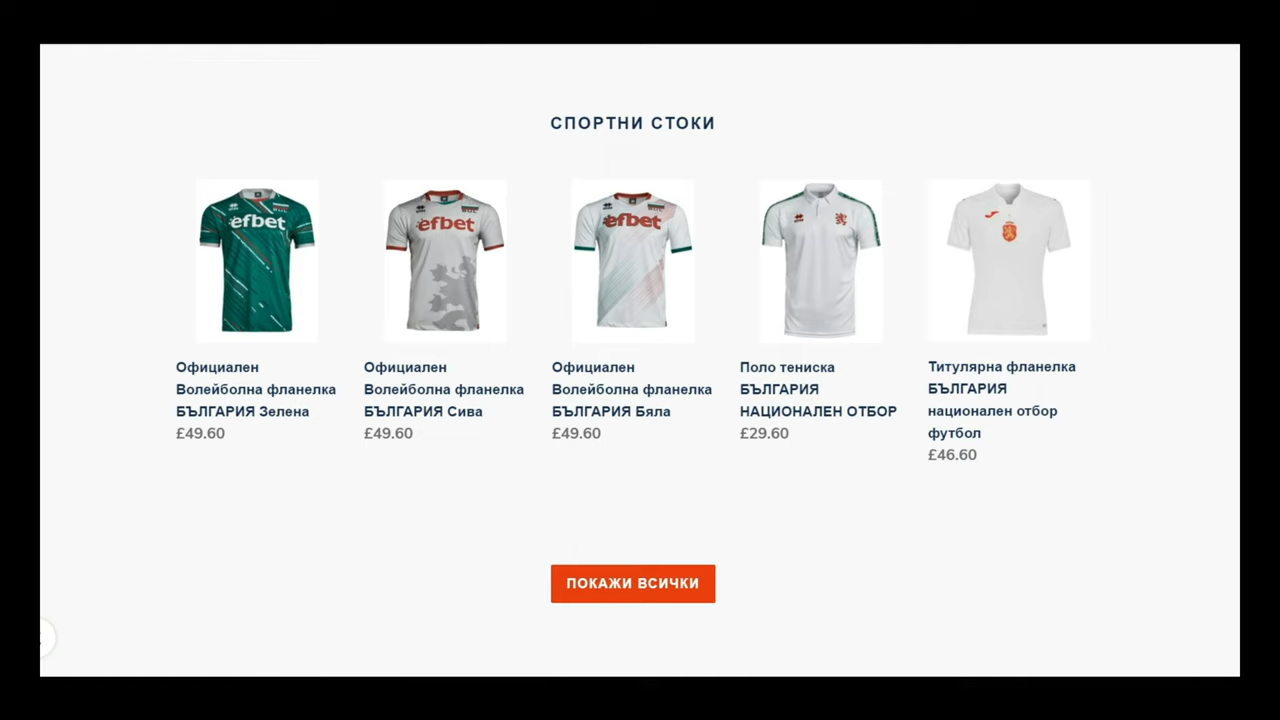 СПОРТНИ СТОКИ
efbet
efbet
efbet
Официален
Волейболна фланелка
БЪЛГАРИЯ Зелена
£49.60
Официален
Волейболна фланелка
БЪЛГАРИЯ Сива
£49.60
Официален
Волейболна фланелка
БЪЛГАРИЯ Бяла
£49.60
Поло тениска
БЪЛГАРИЯ
НАЦИОНАЛЕН ОТБОР
£29.60
Титулярна фланелка
БЪЛГАРИЯ
национален отбор
футбол
£46.60
ПОКАЖИ ВСИЧКИ